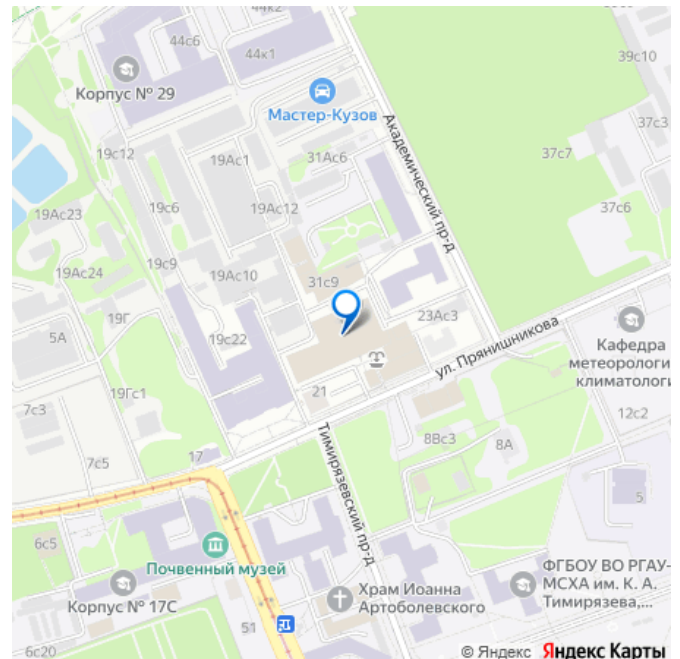 44к2
44с6
44к1
39с10
Корпус № 29
Мастер-Кузов
37с3
Академический пр-д
19с12
19Ас1
31Ас6
37с7
19с6
19Ас12
37с6
19Ас23
19с9
19Ас24
19Ас10
31с9
19Г
23Ас3
5А
19с22
ул. Прянишникова
Кафедра
метеорологи
климатологи
19Гс1
21
7с3
12с2
8Вс3
8А
17
7с5
Тимирязевский пр-д
5
6с5
Почвенный музей
ФГБОУ ВО РГАУ-
МСХА им. К. А.
Тимирязева,...
Корпус № 17С
Храм Иоанна
Артоболевского
51
6с20
© Яндекс Яндекс Карты